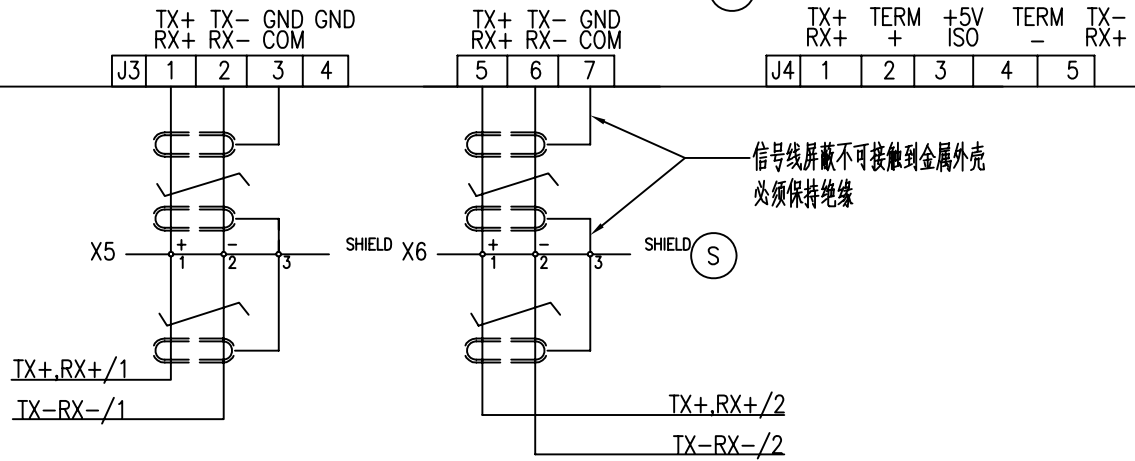 TX+ TX- GND GND
RX+ RX- COM
J3 1 2 3 4
TX+ TX- GND
RX+ RX- COM
5 6 7
TX+ TERM +5V TERM TX-
RX+ + ISO - RX+
J4 1 2 3 4 5
信号线屏蔽不可接触到金属外壳
必须保持绝缘
X5 + - SHIELD
1 2 3
X6 + - SHIELD S
1 2 3
TX+,RX+/1
TX-RX-/1
TX+,RX+/2
TX-RX-/2